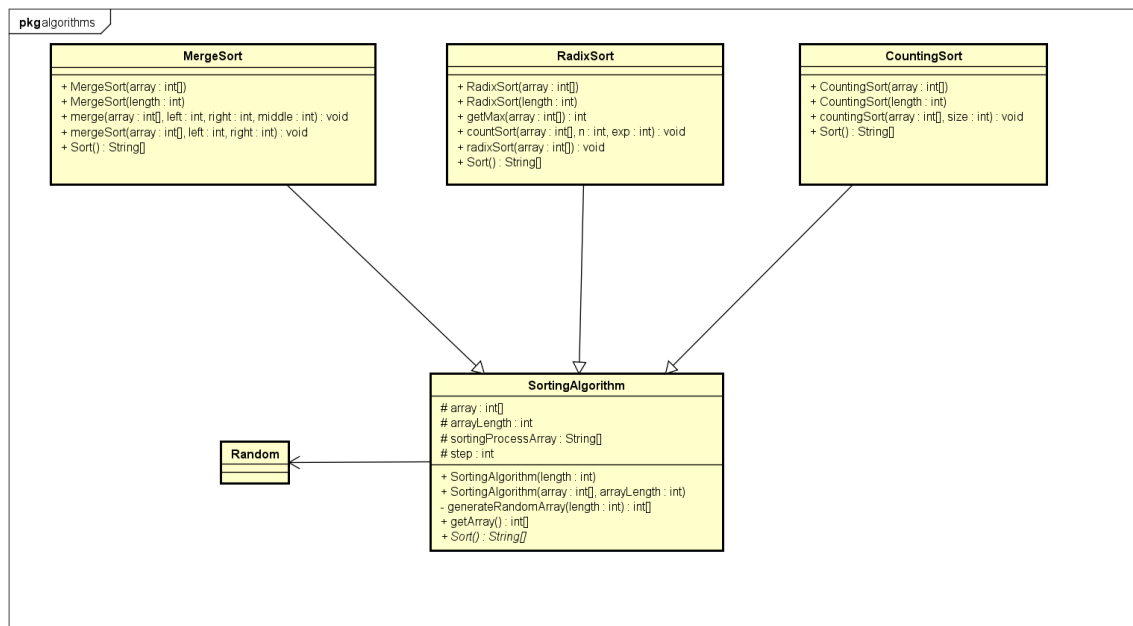 pkg algorithms
MergeSort
+ MergeSort(array : int[])
+ MergeSort(length : int)
+ merge(array : int[], left : int, right : int, middle : int) : void
+ mergeSort(array : int[], left : int, right : int) : void
+ Sort() : String[]
RadixSort
+ RadixSort(array : int[])
+ RadixSort(length : int)
+ getMax(array : int[]) : int
+ countSort(array : int[], n : int, exp : int) : void
+ radixSort(array : int[]) : void
+ Sort() : String[]
CountingSort
+ CountingSort(array : int[])
+ CountingSort(length : int)
+ countingSort(array : int[], size : int) : void
+ Sort() : String[]
SortingAlgorithm
# array : int[]
# arrayLength : int
# sortingProcessArray : String[]
# step : int
+ SortingAlgorithm(length : int)
+ SortingAlgorithm(array : int[], arrayLength : int)
- generateRandomArray(length : int) : int[]
+ getArray() : int[]
+ Sort() : String[]
Random